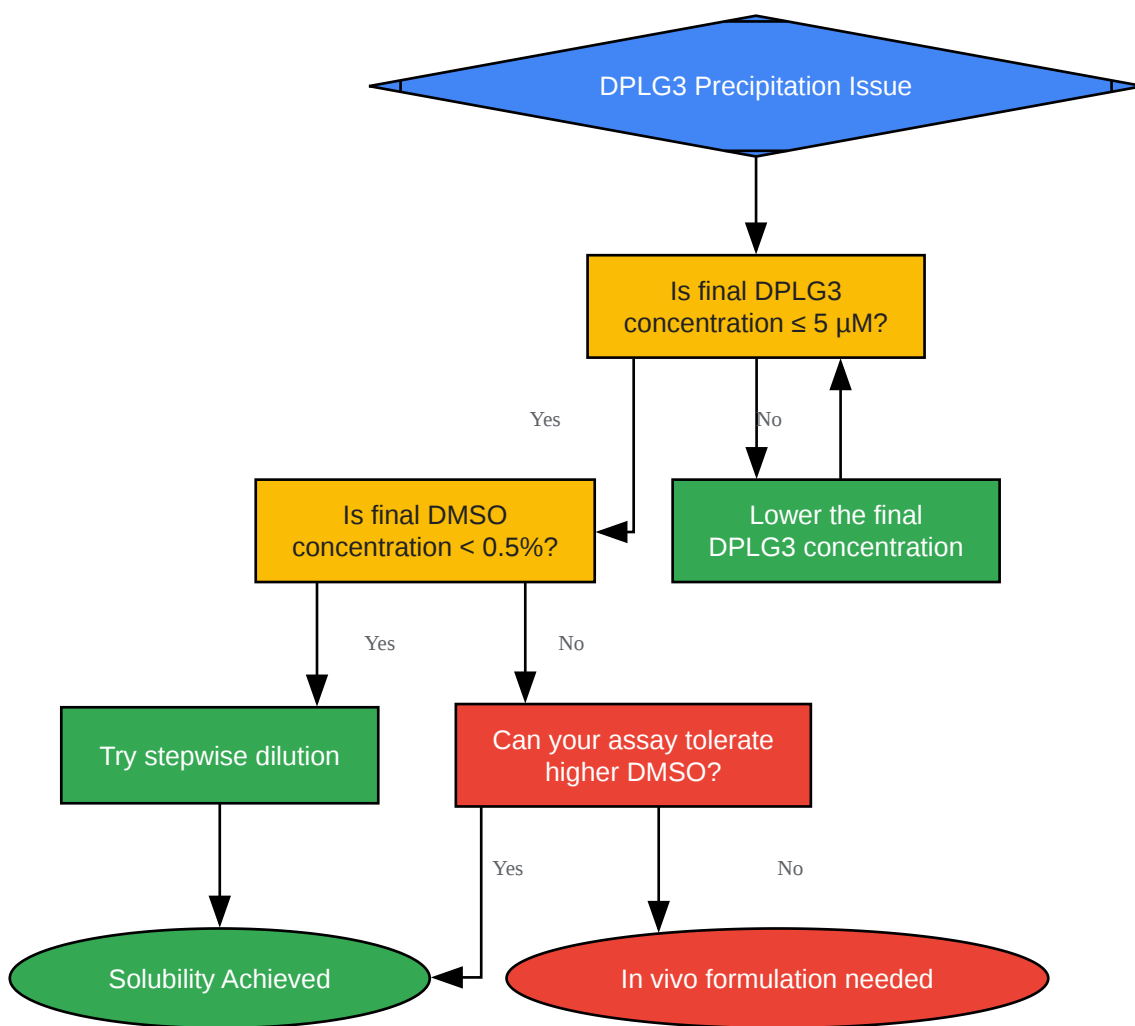 DPLG3 Precipitation Issue
Is final DPLG3
concentration ≤ 5 µM?
Yes
No
Is final DMSO
concentration < 0.5%?
Lower the final
DPLG3 concentration
Yes
No
Try stepwise dilution
Can your assay tolerate
higher DMSO?
Yes
No
Solubility Achieved
In vivo formulation needed